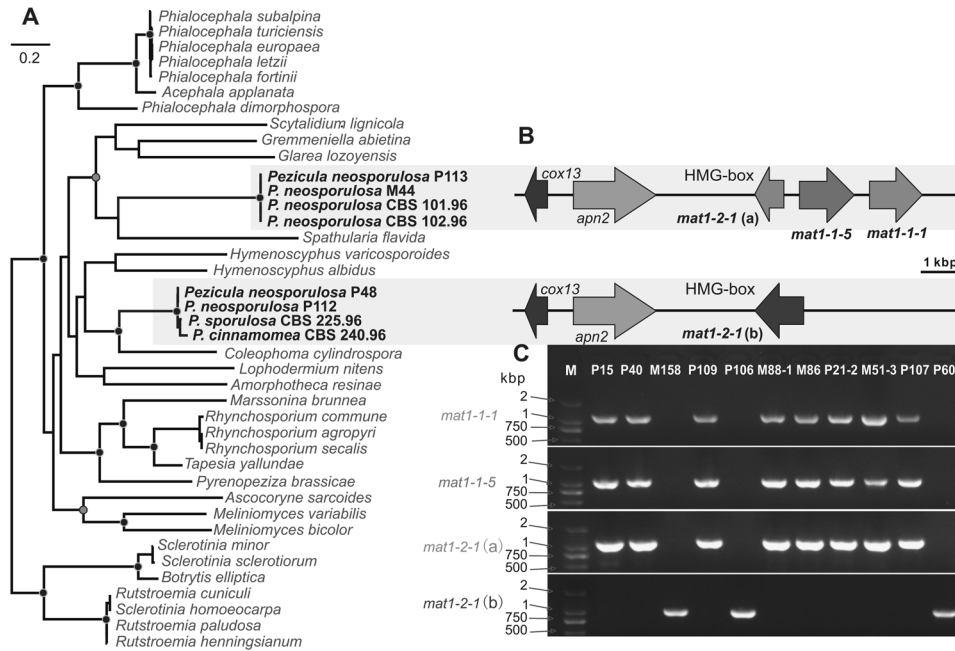 A
0.2
Phialocephala subalpina
Phialocephala turiciensis
Phialocephala europaea
Phialocephala letzii
Phialocephala fortinii
Acephala applanata
Phialocephala dimorphospora
Scytalidium lignicola
Gremmeniella abietina
Glarea lozoyensis
Pezicula neosporulosa P113
P. neosporulosa M44
P. neosporulosa CBS 101.96
P. neosporulosa CBS 102.96
Spathularia flavida
Hymenoscyphus varicosporoides
Hymenoscyphus albidus
Pezicula neosporulosa P48
P. neosporulosa P112
P. sporulosa CBS 225.96
P. cinnamomea CBS 240.96
Coleophoma cylindrospora
Lophodermium nitens
Amorphotheca resinae
Marssonina brunnea
Rhynchosporium commune
Rhynchosporium agropyri
Rhynchosporium secalis
Tapesia yallundae
Pyrenopeziza brassicae
Ascocoryne sarcoides
Meliniomyces variabilis
Meliniomyces bicolor
Sclerotinia minor
Sclerotinia sclerotiorum
Botrytis elliptica
Rutstroemia cuniculi
Sclerotinia homoeocarpa
Rutstroemia paludosa
Rutstroemia henningsianum
B
cox13 HMG-box
apn2 mat1-2-1 (a) mat1-1-5 mat1-1-1
1 kbp
cox13 HMG-box
apn2 mat1-2-1 (b)
C
kbp M P15 P40 M158 P109 P106 M88-1 M86 P21-2 M51-3 P107 P60
2
mat1-1-1 1
750
500
2
mat1-1-5 1
750
500
2
mat1-2-1 (a) 1
750
500
2
mat1-2-1 (b) 1
750
500